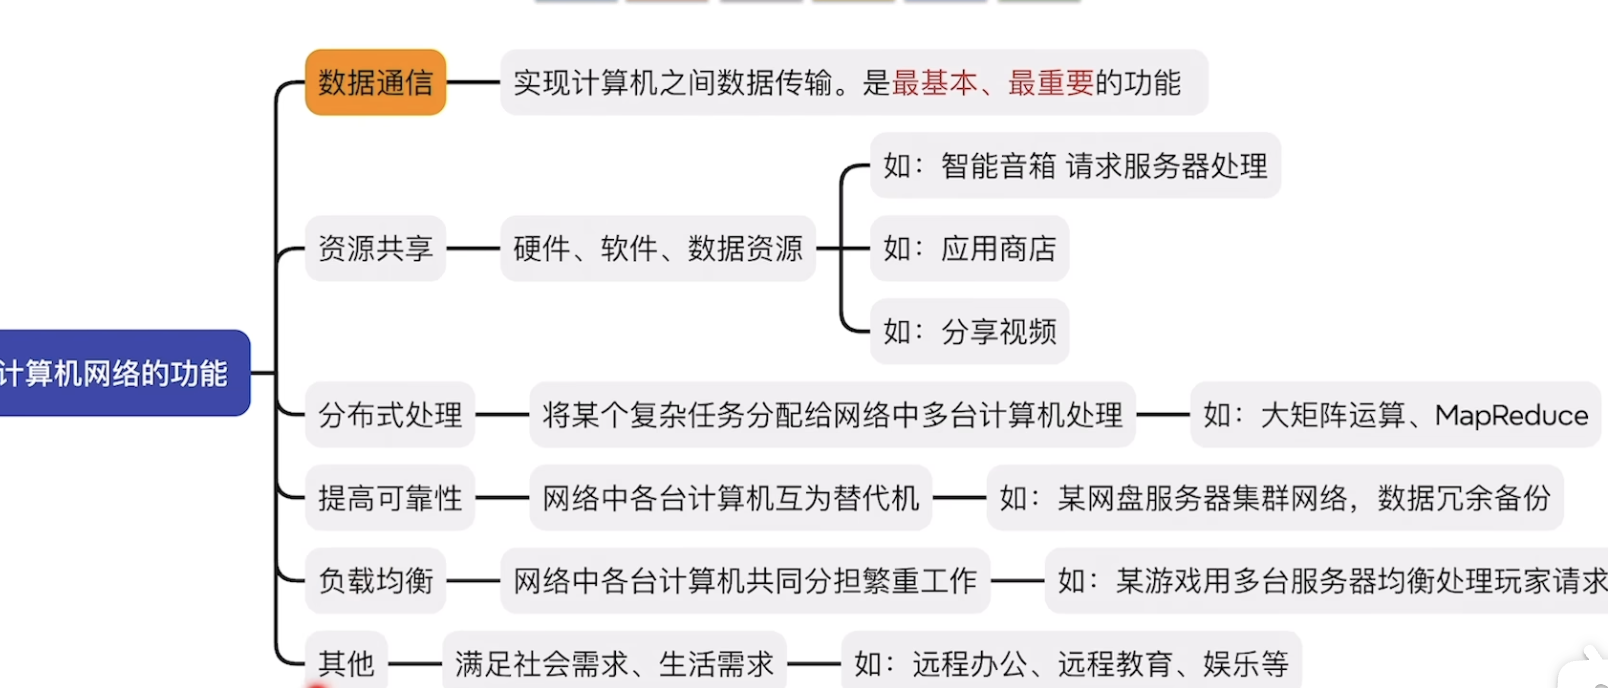 数据通信
实现计算机之间数据传输。是最基本、最重要的功能
如：智能音箱 请求服务器处理
资源共享
硬件、软件、数据资源
如：应用商店
如：分享视频
计算机网络的功能
分布式处理
将某个复杂任务分配给网络中多台计算机处理
如：大矩阵运算、MapReduce
提高可靠性
网络中各台计算机互为替代机
如：某网盘服务器集群网络，数据冗余备份
负载均衡
网络中各台计算机共同分担繁重工作
如：某游戏用多台服务器均衡处理玩家请求
其他
满足社会需求、生活需求
如：远程办公、远程教育、娱乐等